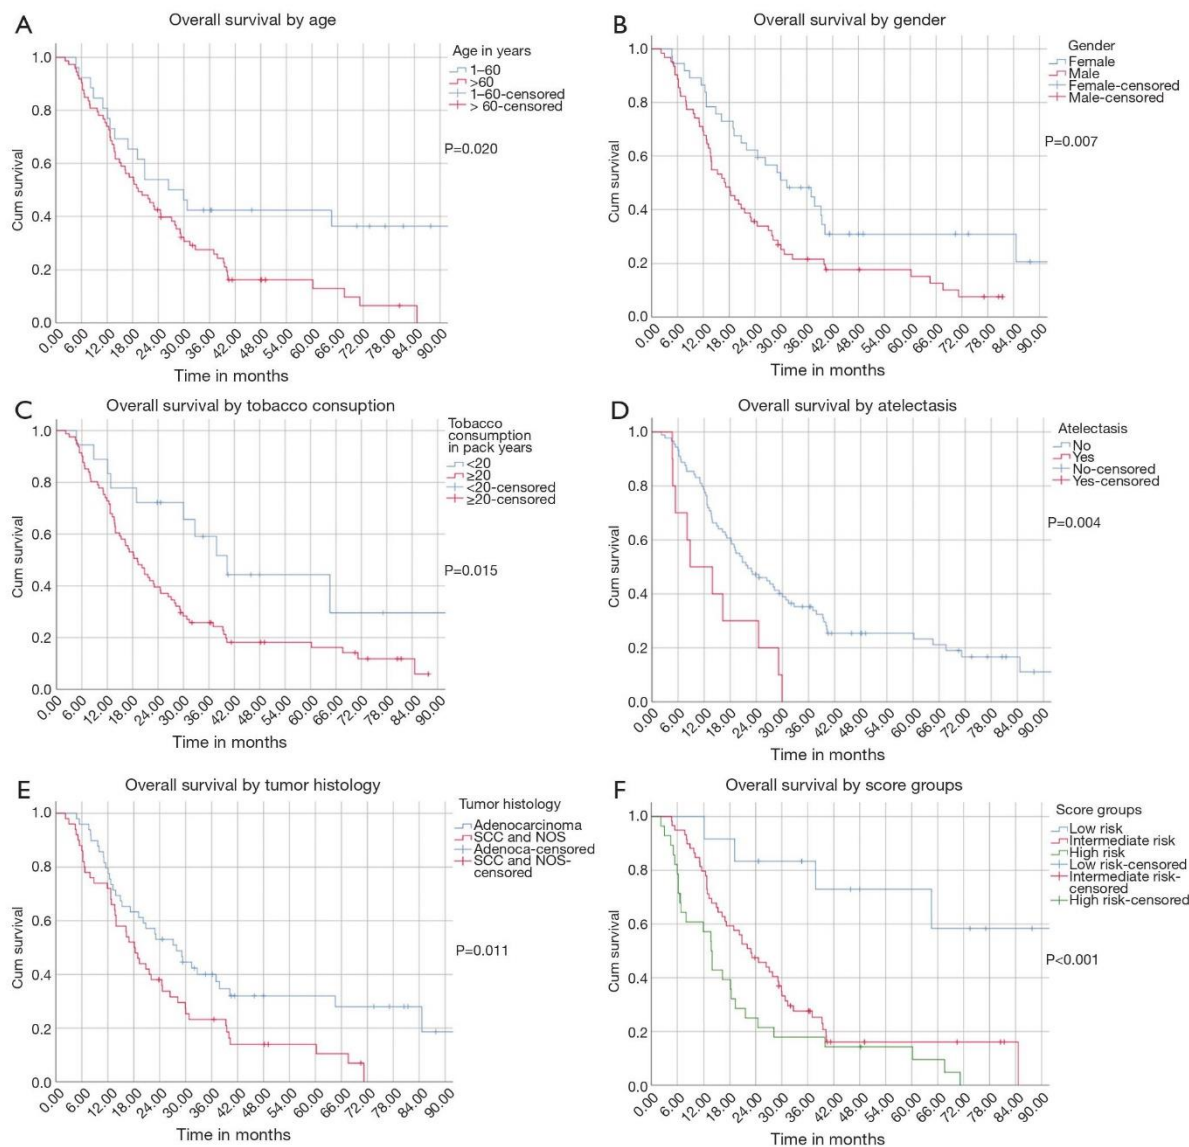 A
Overall survival by age
Age in years
1–60
>60
1–60-censored
> 60-censored
P=0.020
Cum survival
1.0
0.8
0.6
0.4
0.2
0.0
0.00 6.00 12.00 18.00 24.00 30.00 36.00 42.00 48.00 54.00 60.00 66.00 72.00 78.00 84.00 90.00
Time in months
B
Overall survival by gender
Gender
Female
Male
Female-censored
Male-censored
P=0.007
Cum survival
1.0
0.8
0.6
0.4
0.2
0.0
0.00 6.00 12.00 18.00 24.00 30.00 36.00 42.00 48.00 54.00 60.00 66.00 72.00 78.00 84.00 90.00
Time in months
C
Overall survival by tobacco consuption
Tobacco
consumption
in pack years
<20
≥20
<20-censored
≥20-censored
P=0.015
Cum survival
1.0
0.8
0.6
0.4
0.2
0.0
0.00 6.00 12.00 18.00 24.00 30.00 36.00 42.00 48.00 54.00 60.00 66.00 72.00 78.00 84.00 90.00
Time in months
D
Overall survival by atelectasis
Atelectasis
No
Yes
No-censored
Yes-censored
P=0.004
Cum survival
1.0
0.8
0.6
0.4
0.2
0.0
0.00 6.00 12.00 18.00 24.00 30.00 36.00 42.00 48.00 54.00 60.00 66.00 72.00 78.00 84.00 90.00
Time in months
E
Overall survival by tumor histology
Tumor histology
Adenocarcinoma
SCC and NOS
Adenoca-censored
SCC and NOS-
censored
P=0.011
Cum survival
1.0
0.8
0.6
0.4
0.2
0.0
0.00 6.00 12.00 18.00 24.00 30.00 36.00 42.00 48.00 54.00 60.00 66.00 72.00 78.00 84.00 90.00
Time in months
F
Overall survival by score groups
Score groups
Low risk
Intermediate risk
High risk
Low risk-censored
Intermediate risk-
censored
High risk-censored
P<0.001
Cum survival
1.0
0.8
0.6
0.4
0.2
0.0
0.00 6.00 12.00 18.00 24.00 30.00 36.00 42.00 48.00 54.00 60.00 66.00 72.00 78.00 84.00 90.00
Time in months